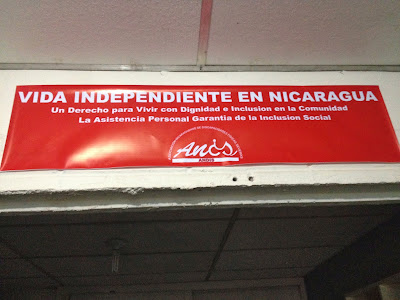 VIDA INDEPENDIENTE EN NICARAGUA
Un Derecho para Vivir con Dignidad e Inclusion en la Comunidad
La Asistencia Personal Garantia de la Inclusion Social